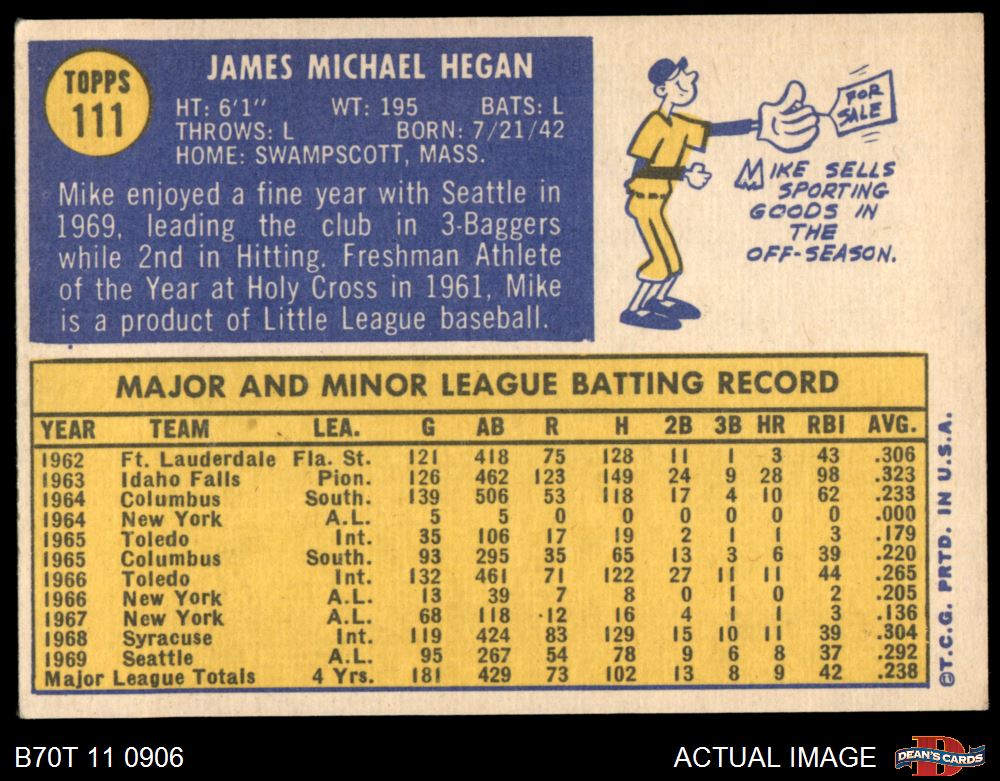 TOPPS
111
JAMES MICHAEL HEGAN
HT: 6'1" WT: 195 BATS: L
THROWS: L BORN: 7/21/42
HOME: SWAMPSCOTT, MASS.
Mike enjoyed a fine year with Seattle in
1969, leading the club in 3-Baggers
while 2nd in Hitting. Freshman Athlete
of the Year at Holy Cross in 1961, Mike
is a product of Little League baseball.
FOR
SALE
MIKE SELLS
SPORTING
GOODS IN
THE
OFF-SEASON.
MAJOR AND MINOR LEAGUE BATTING RECORD
YEAR TEAM LEA. G AB R H 2B 3B HR RBI AVG.
1962 Ft. Lauderdale Fla. St. 121 418 75 128 11 1 3 43 .306
1963 Idaho Falls Pion. 126 462 123 149 24 9 28 98 .323
1964 Columbus South. 139 506 53 118 17 4 10 62 .233
1964 New York A.L. 5 5 0 0 0 0 0 0 .000
1965 Toledo Int. 35 106 17 19 2 1 1 3 .179
1965 Columbus South. 93 295 35 65 13 3 6 39 .220
1966 Toledo Int. 132 461 71 122 27 11 11 44 .265
1966 New York A.L. 13 39 7 8 0 1 0 2 .205
1967 New York A.L. 68 118 12 16 4 1 1 3 .136
1968 Syracuse Int. 119 424 83 129 15 10 11 39 .304
1969 Seattle A.L. 95 267 54 78 9 6 8 37 .292
Major League Totals 4 Yrs. 181 429 73 102 13 8 9 42 .238
©T.C.G. PRTD. IN U.S.A.
B70T 11 0906
ACTUAL IMAGE
DEAN'S CARDS